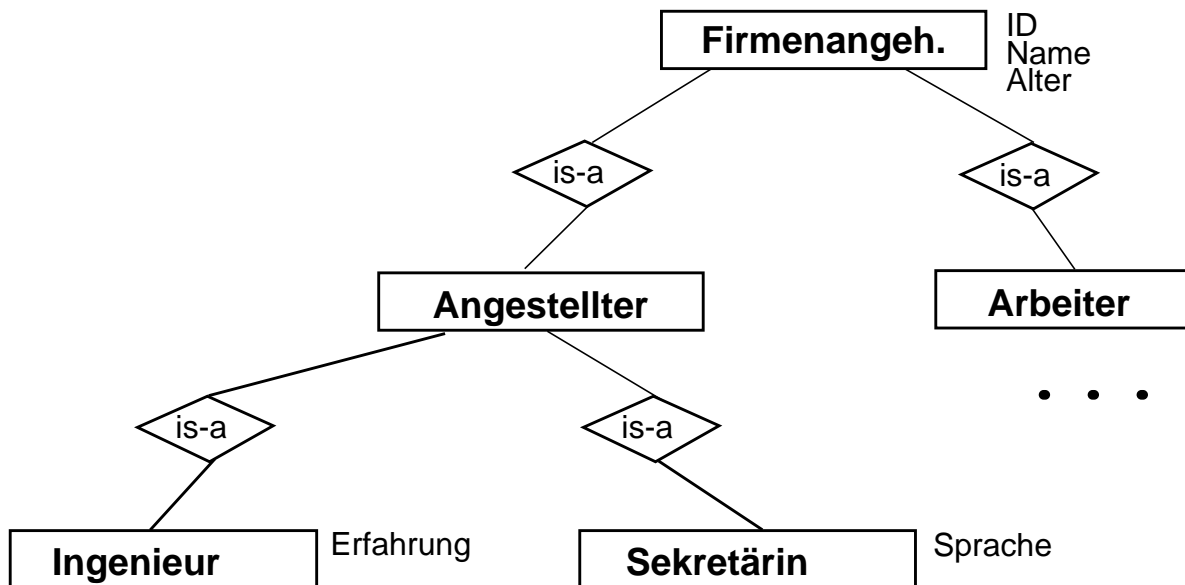 Firmenangeh.
ID
Name
Alter
is-a
is-a
Angestellter
Arbeiter
• • •
is-a
is-a
Ingenieur
Erfahrung
Sekretärin
Sprache